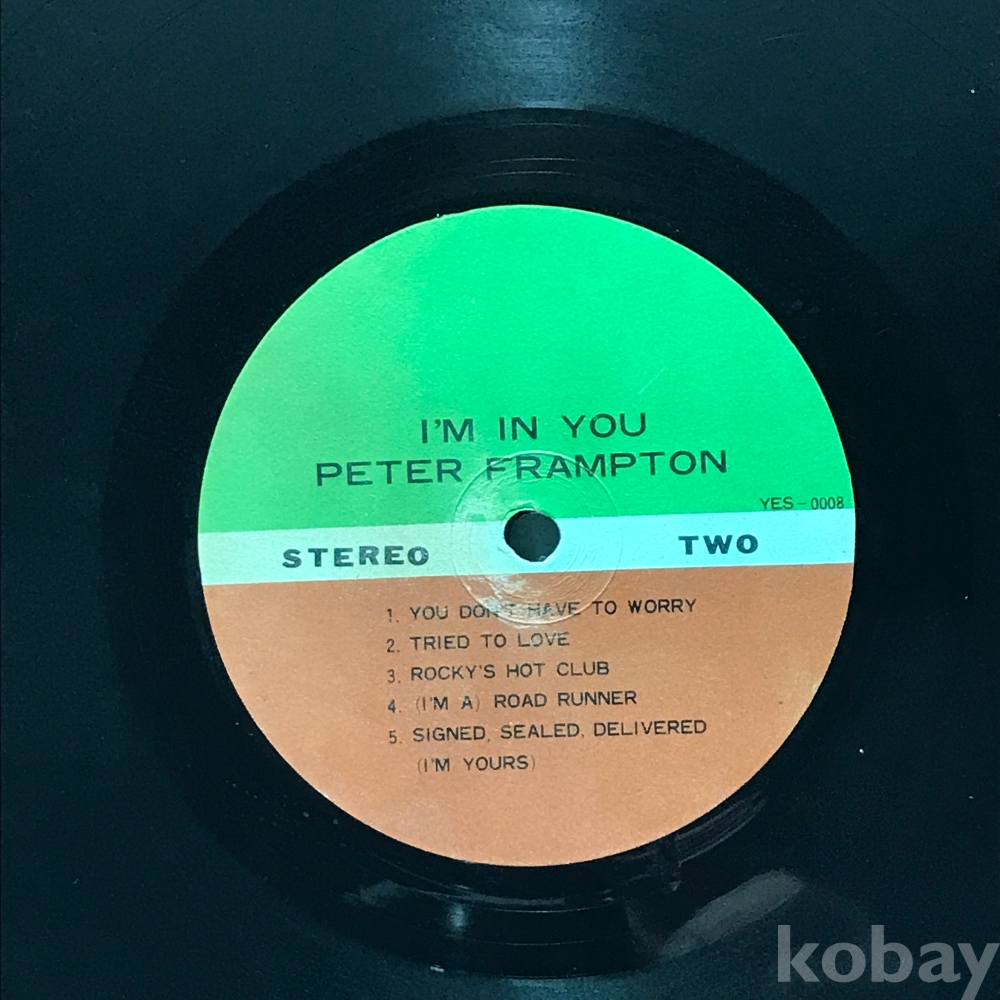 I'M IN YOU
PETER FRAMPTON
YES-0008
STEREO TWO
1. YOU DON'T HAVE TO WORRY
2. TRIED TO LOVE
3. ROCKY'S HOT CLUB
4. (I'M A) ROAD RUNNER
5. SIGNED, SEALED, DELIVERED
(I'M YOURS)
kobay